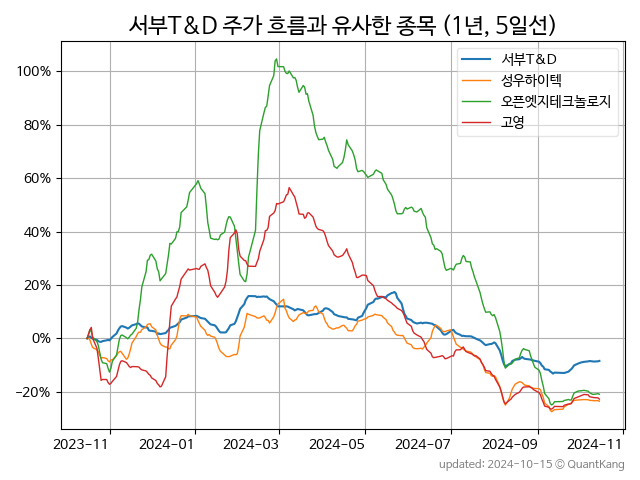 서부T&D 주가 흐름과 유사한 종목 (1년, 5일선)
서부T&D
성우하이텍
오픈엣지테크놀로지
고영
100%
80%
60%
40%
20%
0%
−20%
2023−11
2024−01
2024−03
2024−05
2024−07
2024−09
2024−11
updated: 2024-10-15 © QuantKang